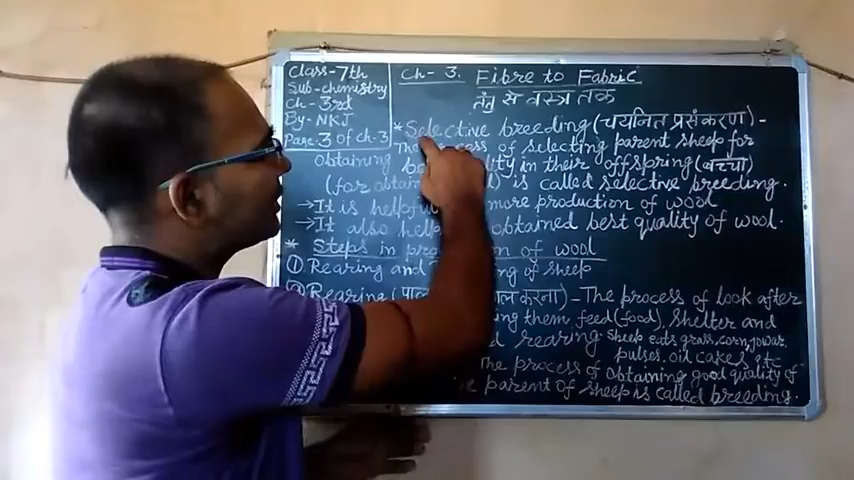 Class-7th
Sub-chemistry
Ch-3rd
By-NKJ
Page-3 of ch-3
Ch- 3. Fibre to Fabric
तंतु से वस्त्र तक
*Selective breeding (चयनित प्रसंकरण)-
The of selecting parent sheep for
obtaining in their offspring (बच्चा)
(for is called selective breeding.
→It is more production of wool
→It also obtained best quality of wool.
* Steps in of wool
① Rearing and of sheep
② Rearing करना)-The process of look after
them feed (food), shelter and
rearing sheep eats grass, corn, jowar,
pulses, oil cakes etc
The process of obtaining good quality of
parent of sheep is called breeding.